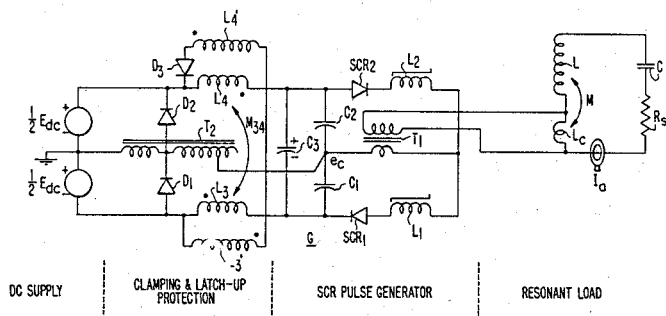 L4'
D3
L4
SCR2
L2
L
C
½ Edc
D2
M34
C2
M
RS
T2
C3
T1
LC
eC
½ Edc
D1
L3
C1
Ia
SCR1
L1
-3'
G
DC SUPPLY
CLAMPING & LATCH-UP
PROTECTION
SCR PULSE GENERATOR
RESONANT LOAD